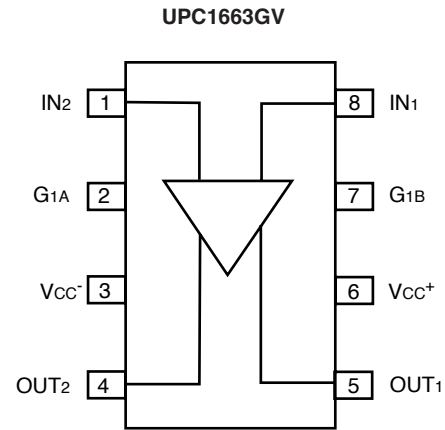 UPC1663GV
IN2 1 8 IN1
G1A 2 7 G1B
VCC- 3 6 VCC+
OUT2 4 5 OUT1